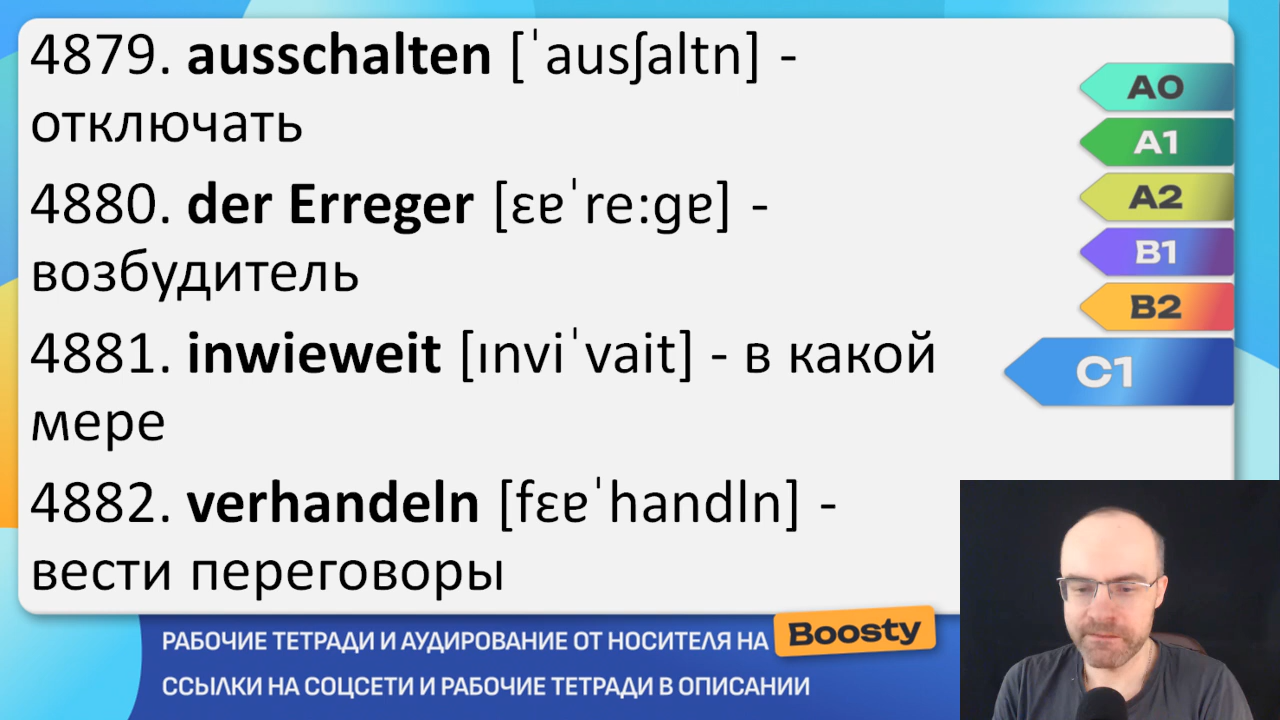 4879. ausschalten [ˈausʃaltn] -
отключать
4880. der Erreger [ɛɐˈre:gɐ] -
возбудитель
4881. inwieweit [ɪnviˈvait] - в какой
мере
4882. verhandeln [fɛɐˈhandln] -
вести переговоры
A0
A1
A2
B1
B2
C1
РАБОЧИЕ ТЕТРАДИ И АУДИРОВАНИЕ ОТ НОСИТЕЛЯ НА Boosty
ССЫЛКИ НА СОЦСЕТИ И РАБОЧИЕ ТЕТРАДИ В ОПИСАНИИ